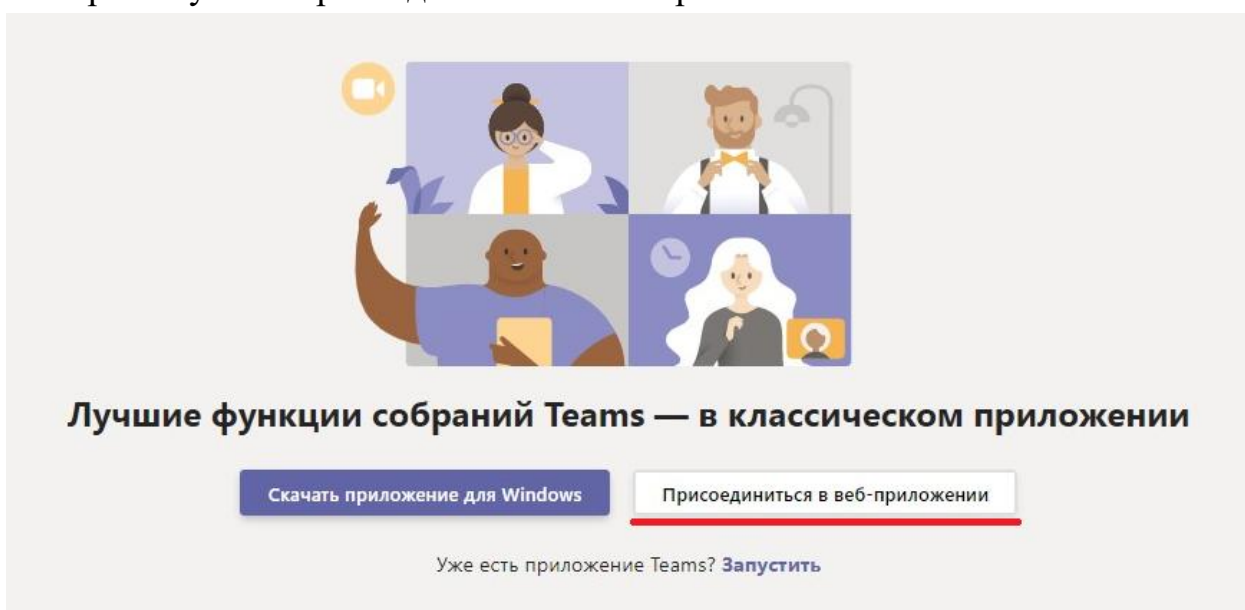 Лучшие функции собраний Teams — в классическом приложении
Скачать приложение для Windows
Присоединиться в веб-приложении
Уже есть приложение Teams? Запустить